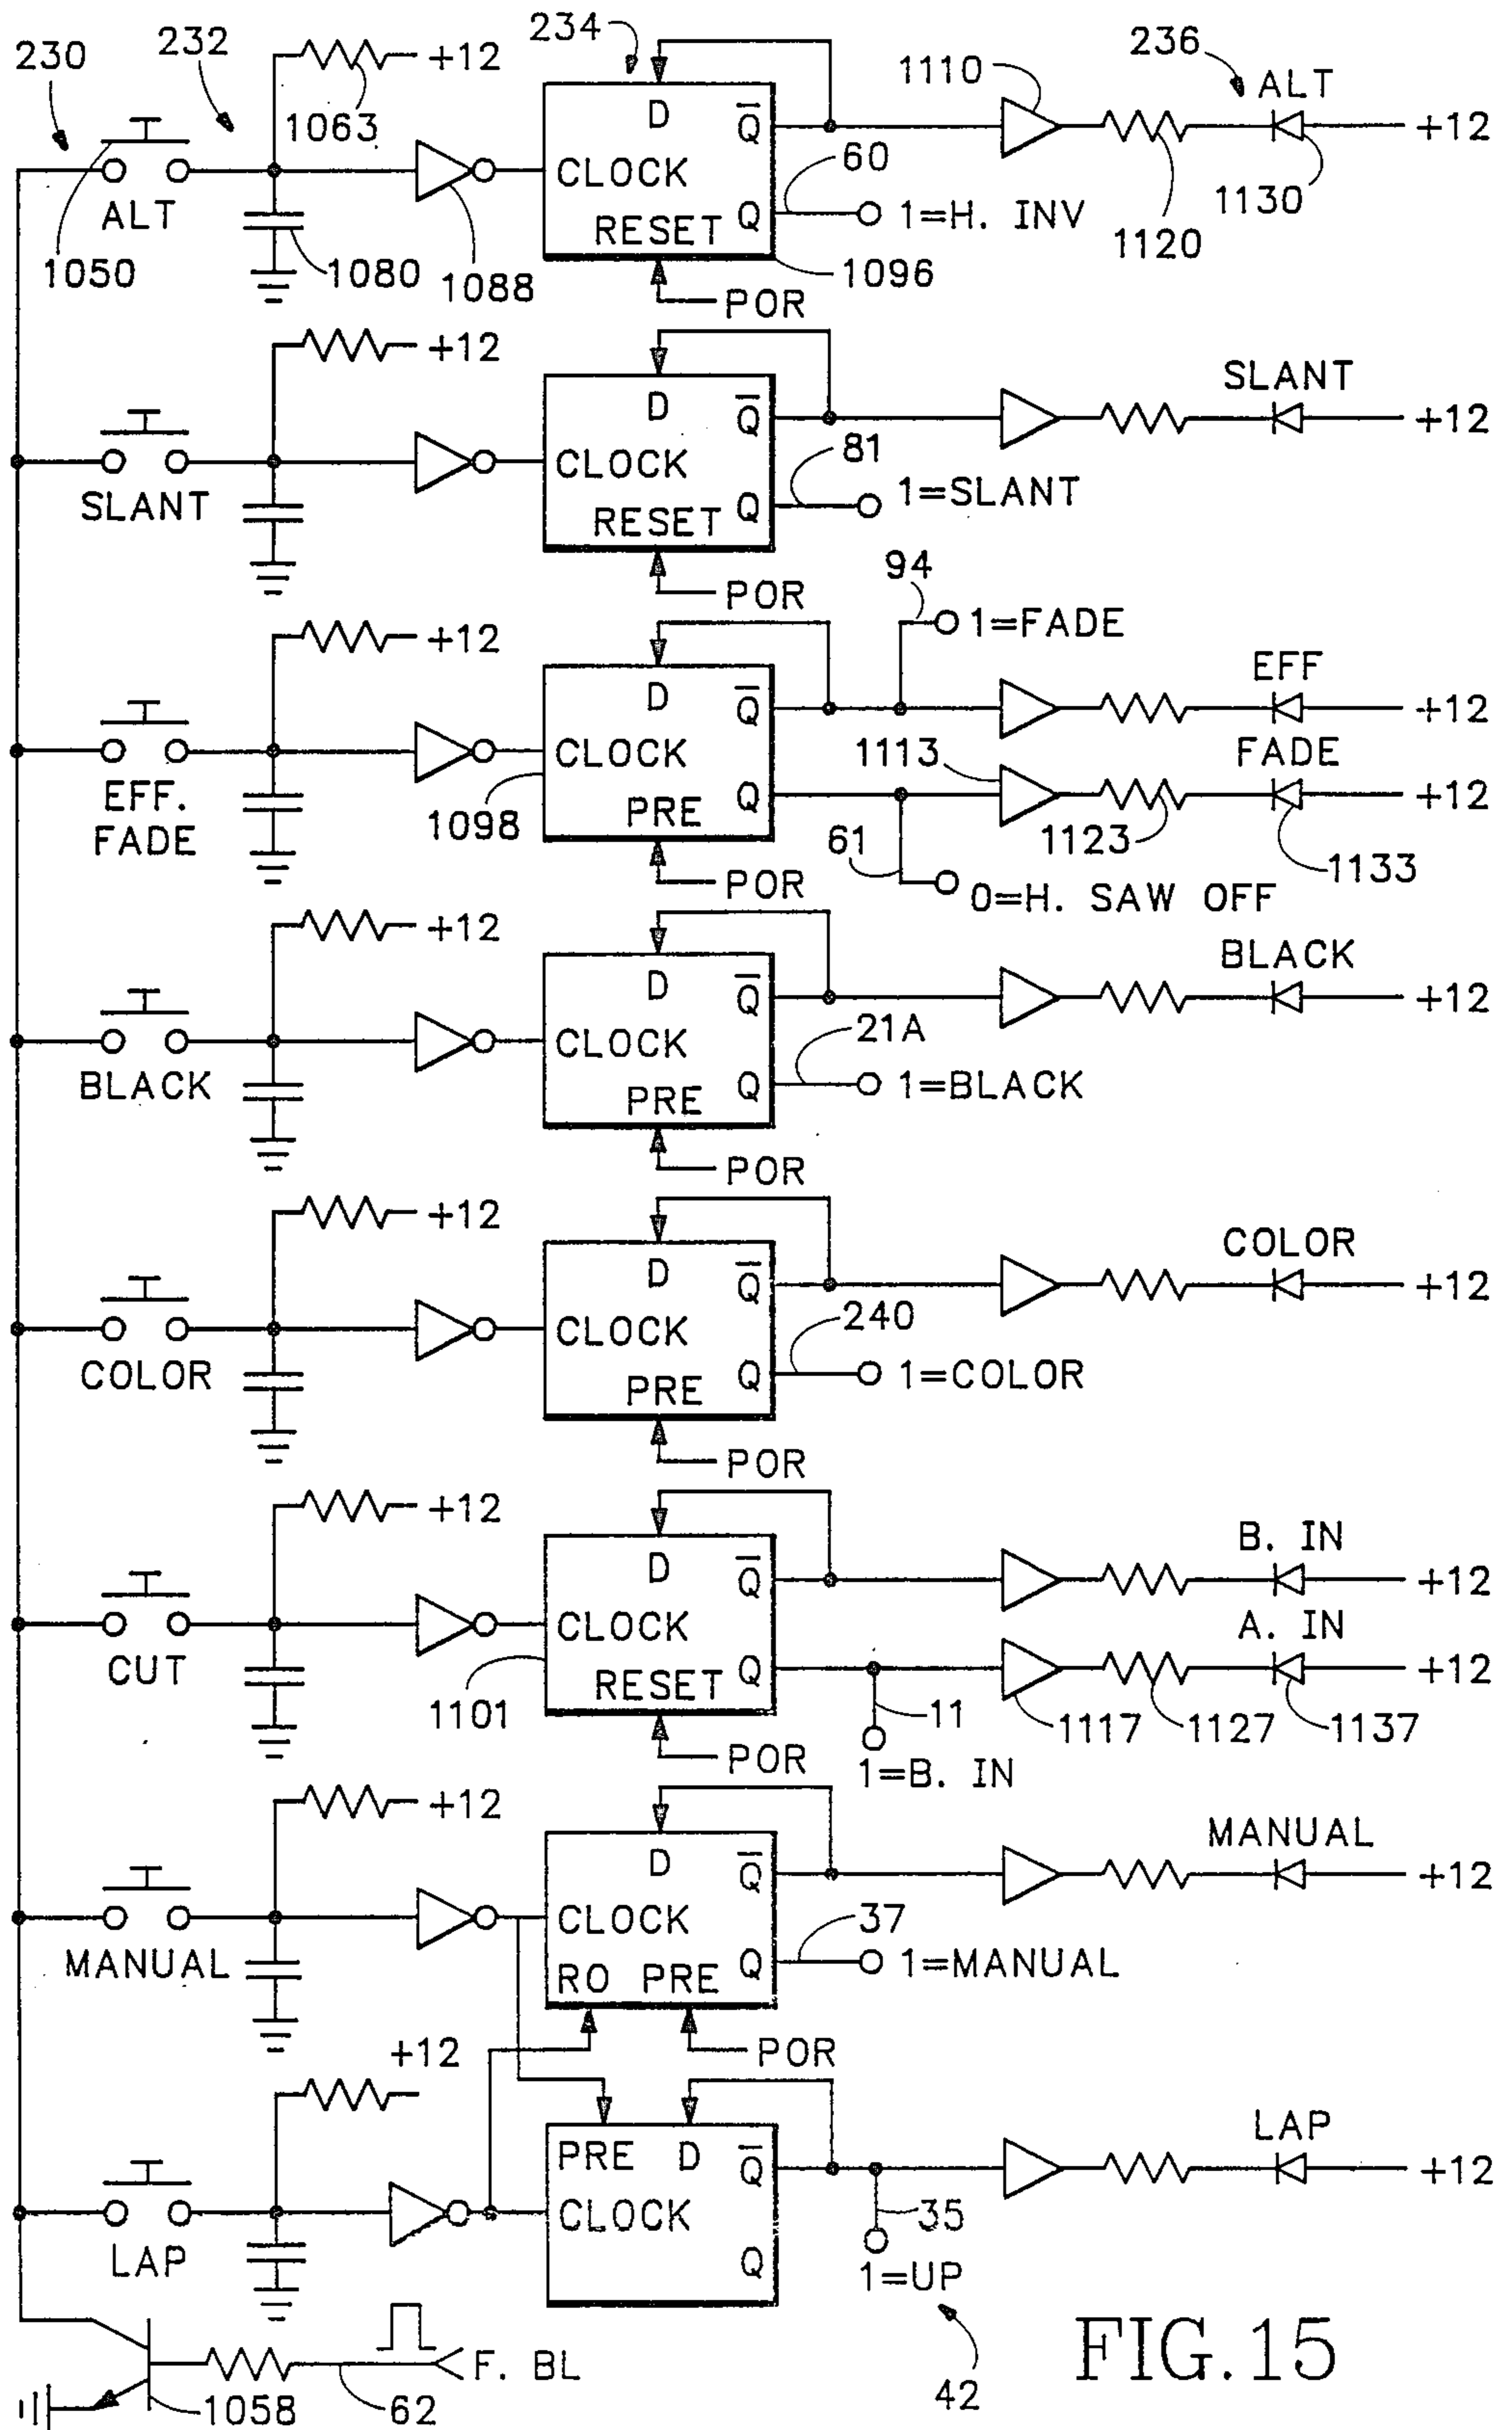 230
232
1063
+12
234
1110
236
ALT
+12
1050
ALT
1080
1088
D
Q
CLOCK
Q
RESET
POR
60
1=H. INV
1096
1120
1130
+12
SLANT
D
Q
CLOCK
Q
RESET
POR
81
1=SLANT
SLANT
+12
+12
EFF.
FADE
1098
D
Q
CLOCK
Q
PRE
POR
94
1=FADE
EFF
+12
1113
FADE
+12
61
1123
1133
0=H. SAW OFF
+12
BLACK
D
Q
CLOCK
Q
PRE
POR
21A
1=BLACK
BLACK
+12
+12
COLOR
D
Q
CLOCK
Q
PRE
POR
240
1=COLOR
COLOR
+12
+12
CUT
1101
D
Q
CLOCK
Q
RESET
POR
B. IN
+12
A. IN
+12
11
1117
1127
1137
1=B. IN
+12
MANUAL
D
Q
CLOCK
Q
RO PRE
POR
37
1=MANUAL
MANUAL
+12
+12
LAP
PRE D
Q
CLOCK
Q
35
1=UP
LAP
+12
42
1058
62
F. BL
FIG.15